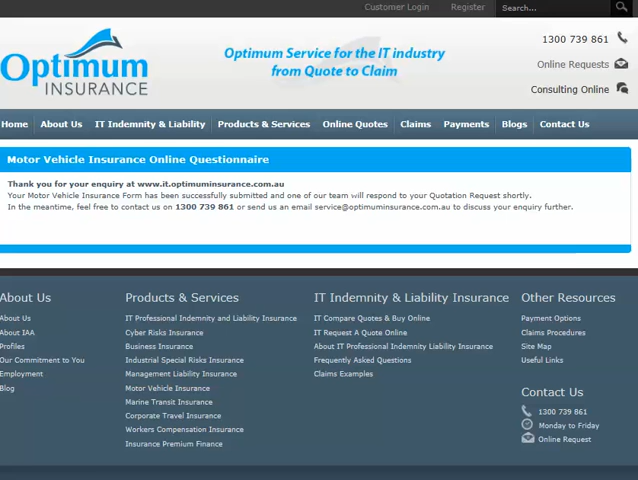 Customer Login Register Search...
Optimum
INSURANCE
Optimum Service for the IT industry
from Quote to Claim
1300 739 861
Online Requests
Consulting Online
Home About Us IT Indemnity & Liability Products & Services Online Quotes Claims Payments Blogs Contact Us
Motor Vehicle Insurance Online Questionnaire
Thank you for your enquiry at www.it.optimuminsurance.com.au
Your Motor Vehicle Insurance Form has been successfully submitted and one of our team will respond to your Quotation Request shortly.
In the meantime, feel free to contact us on 1300 739 861 or send us an email service@optimuminsurance.com.au to discuss your enquiry further.
About Us
About Us
About IAA
Profiles
Our Commitment to You
Employment
Blog
Products & Services
IT Professional Indemnity and Liability Insurance
Cyber Risks Insurance
Business Insurance
Industrial Special Risks Insurance
Management Liability Insurance
Motor Vehicle Insurance
Marine Transit Insurance
Corporate Travel Insurance
Workers Compensation Insurance
Insurance Premium Finance
IT Indemnity & Liability Insurance
IT Compare Quotes & Buy Online
IT Request A Quote Online
About IT Professional Indemnity Liability Insurance
Frequently Asked Questions
Claims Examples
Other Resources
Payment Options
Claims Procedures
Site Map
Useful Links
Contact Us
1300 739 861
Monday to Friday
Online Request